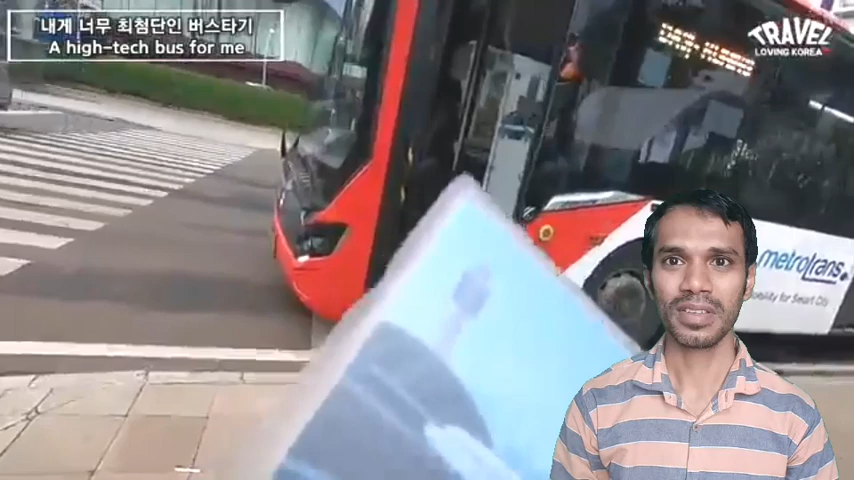 내게 너무 최첨단인 버스타기
A high-tech bus for me
TRAVEL
LOVING KOREA
metrotrans
bility for Smart City